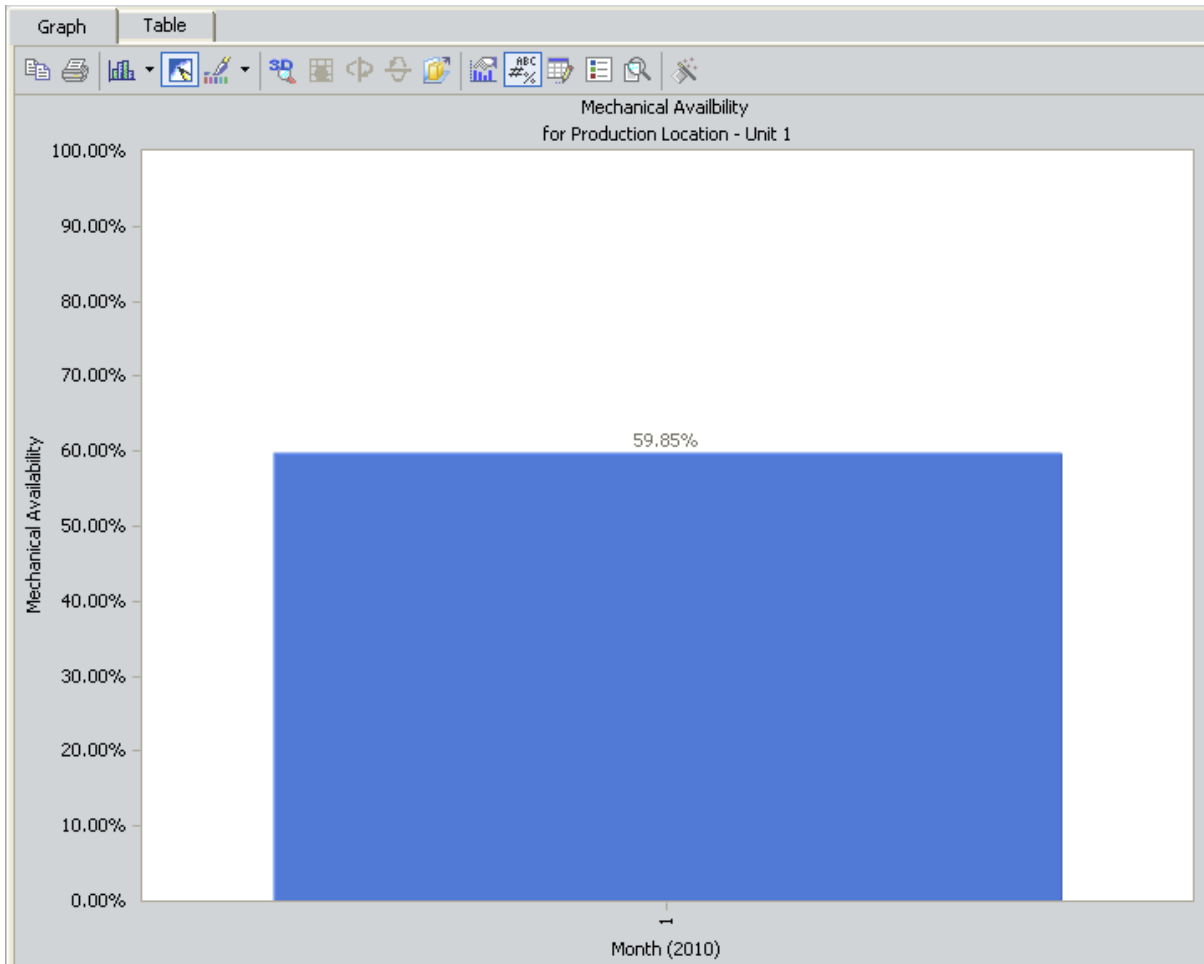 Graph Table
3D ABC #%
Mechanical Availbility
for Production Location - Unit 1
100.00%
90.00%
80.00%
70.00%
60.00%
50.00%
40.00%
30.00%
20.00%
10.00%
0.00%
Mechanical Availability
59.85%
1
Month (2010)